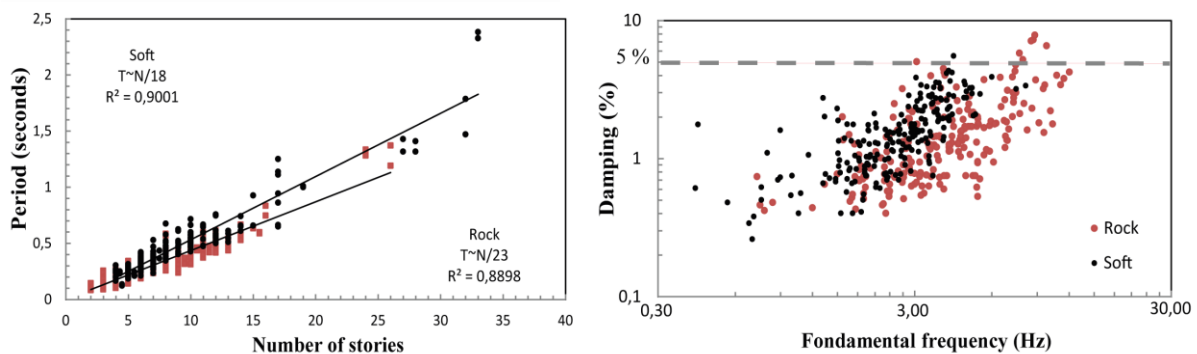 2,5
2
1,5
1
0,5
0
0
5
10
15
20
25
30
35
40
Period (seconds)
Number of stories
Soft
T~N/18
R² = 0,9001
Rock
T~N/23
R² = 0,8898
10
5 %
1
0,1
0,30
3,00
30,00
Damping (%)
Fondamental frequency (Hz)
Rock
Soft